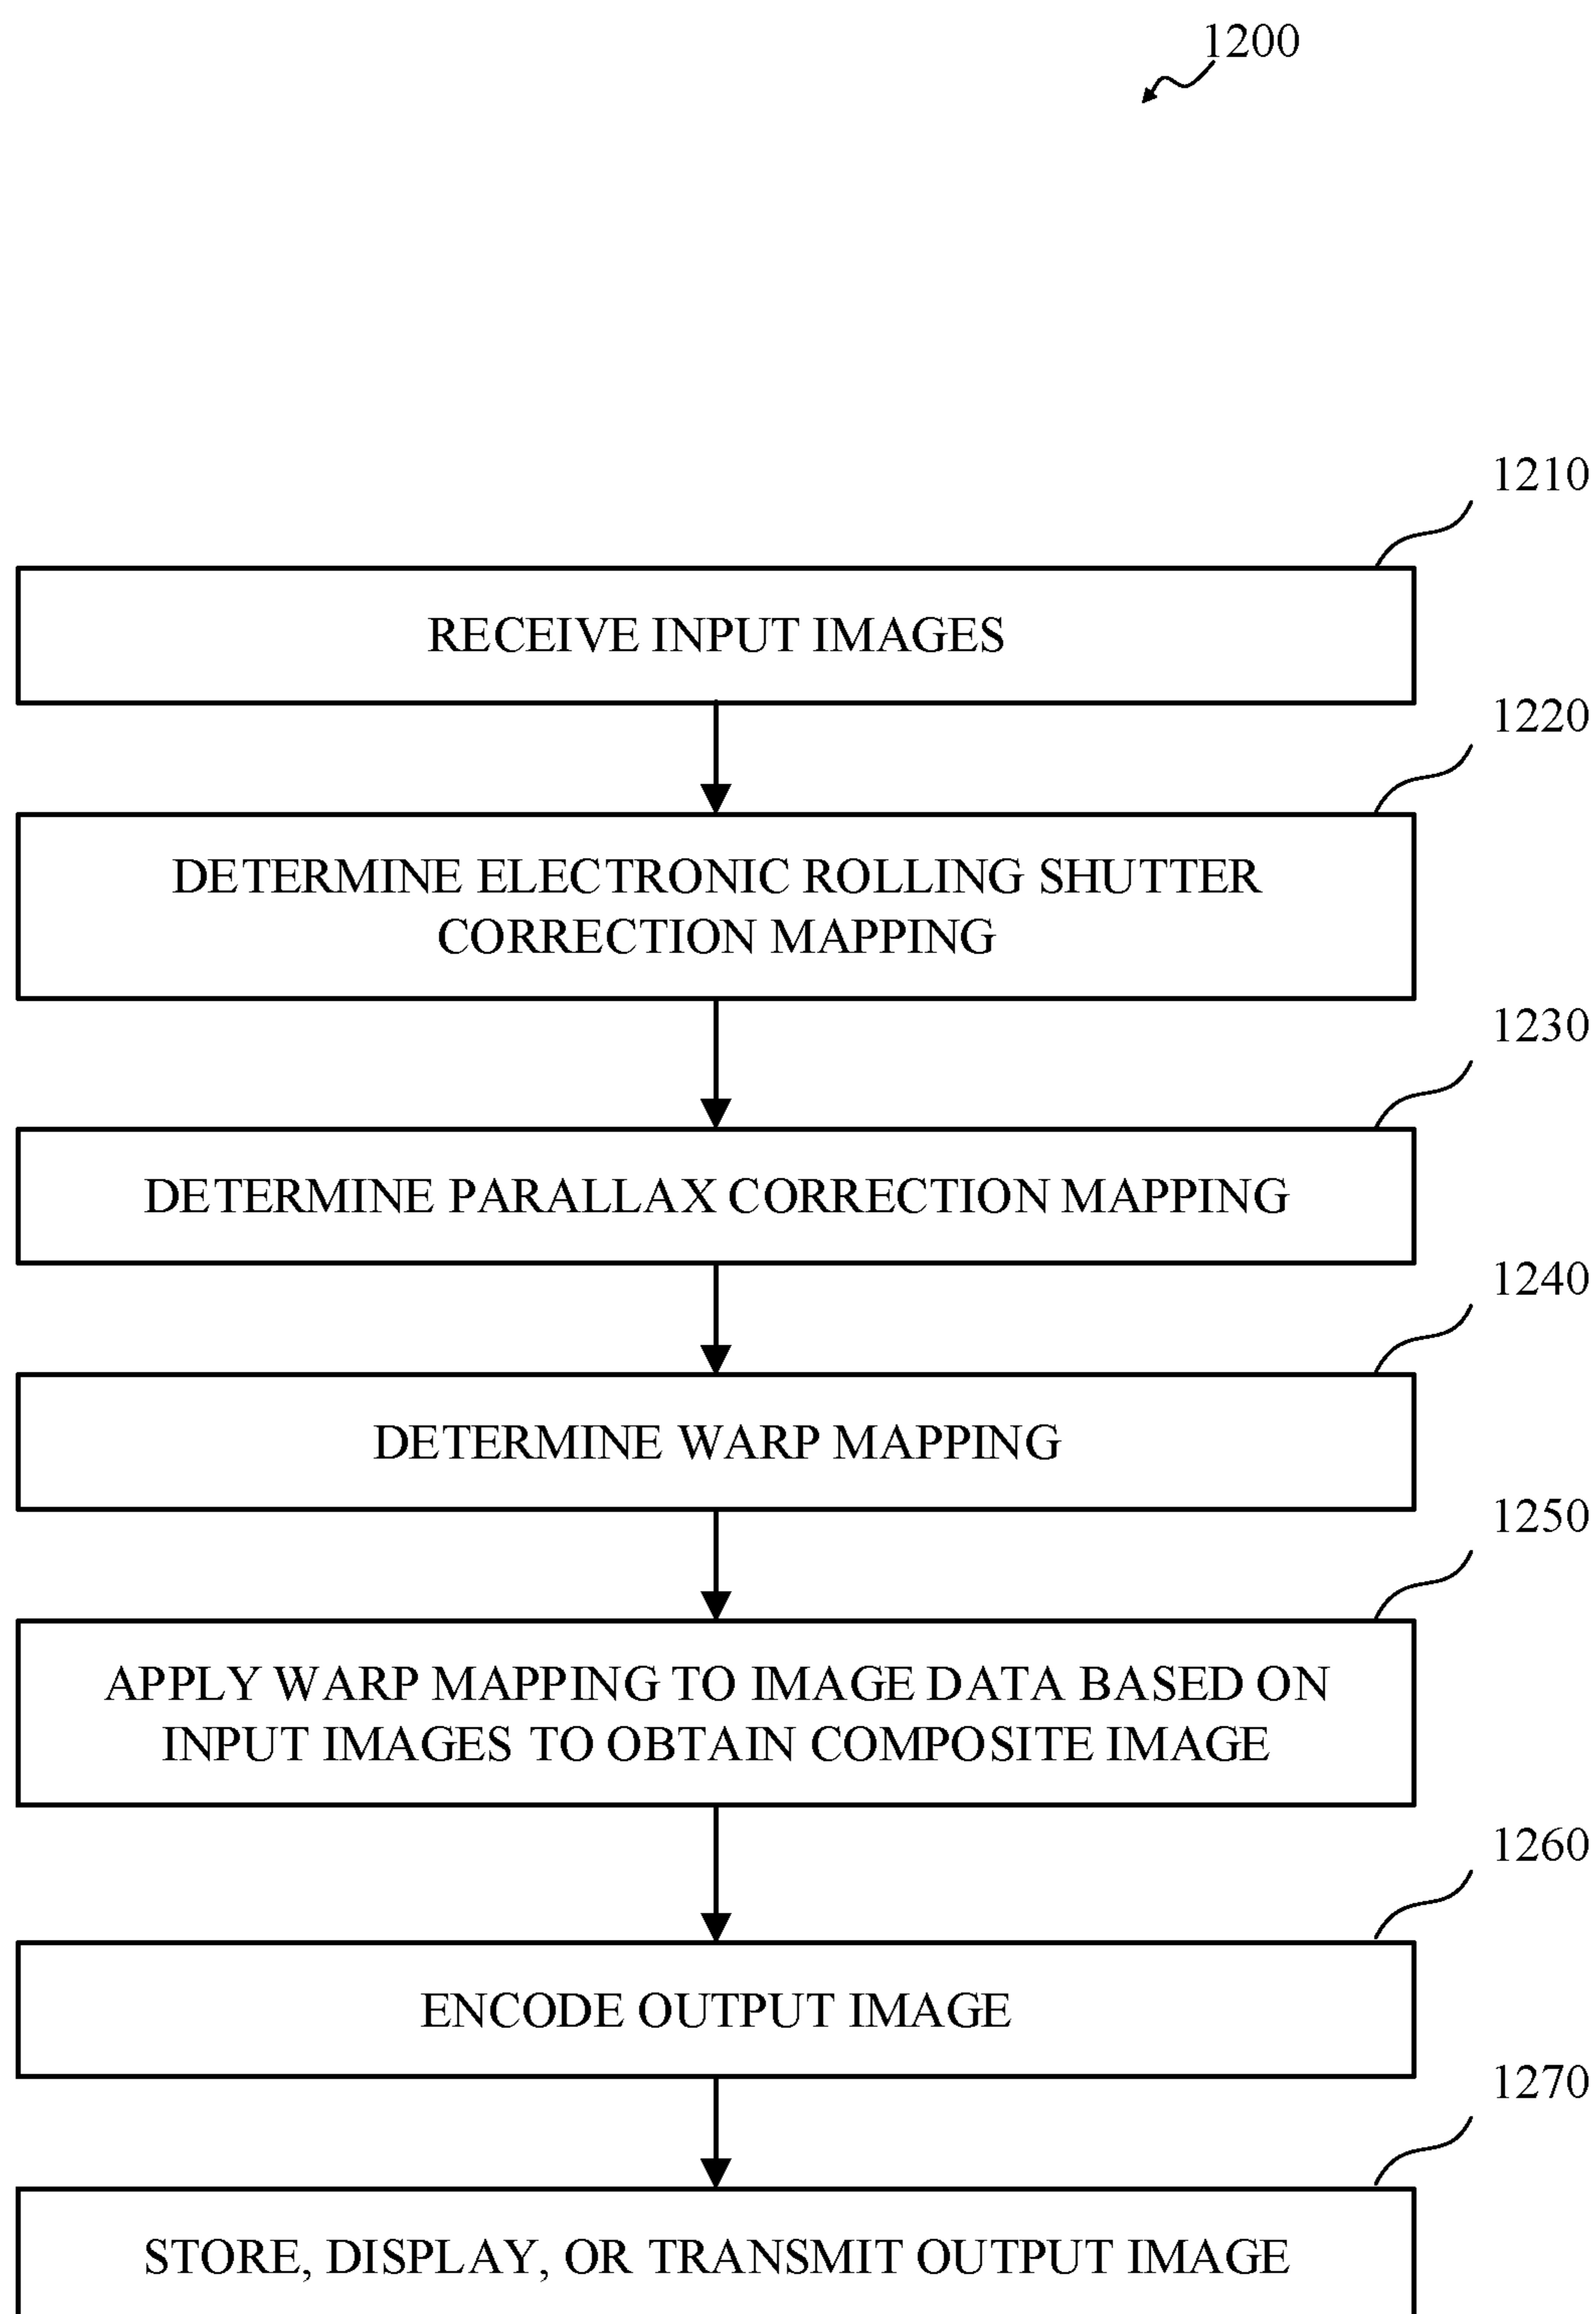 1200
1210
RECEIVE INPUT IMAGES
1220
DETERMINE ELECTRONIC ROLLING SHUTTER
CORRECTION MAPPING
1230
DETERMINE PARALLAX CORRECTION MAPPING
1240
DETERMINE WARP MAPPING
1250
APPLY WARP MAPPING TO IMAGE DATA BASED ON
INPUT IMAGES TO OBTAIN COMPOSITE IMAGE
1260
ENCODE OUTPUT IMAGE
1270
STORE, DISPLAY, OR TRANSMIT OUTPUT IMAGE